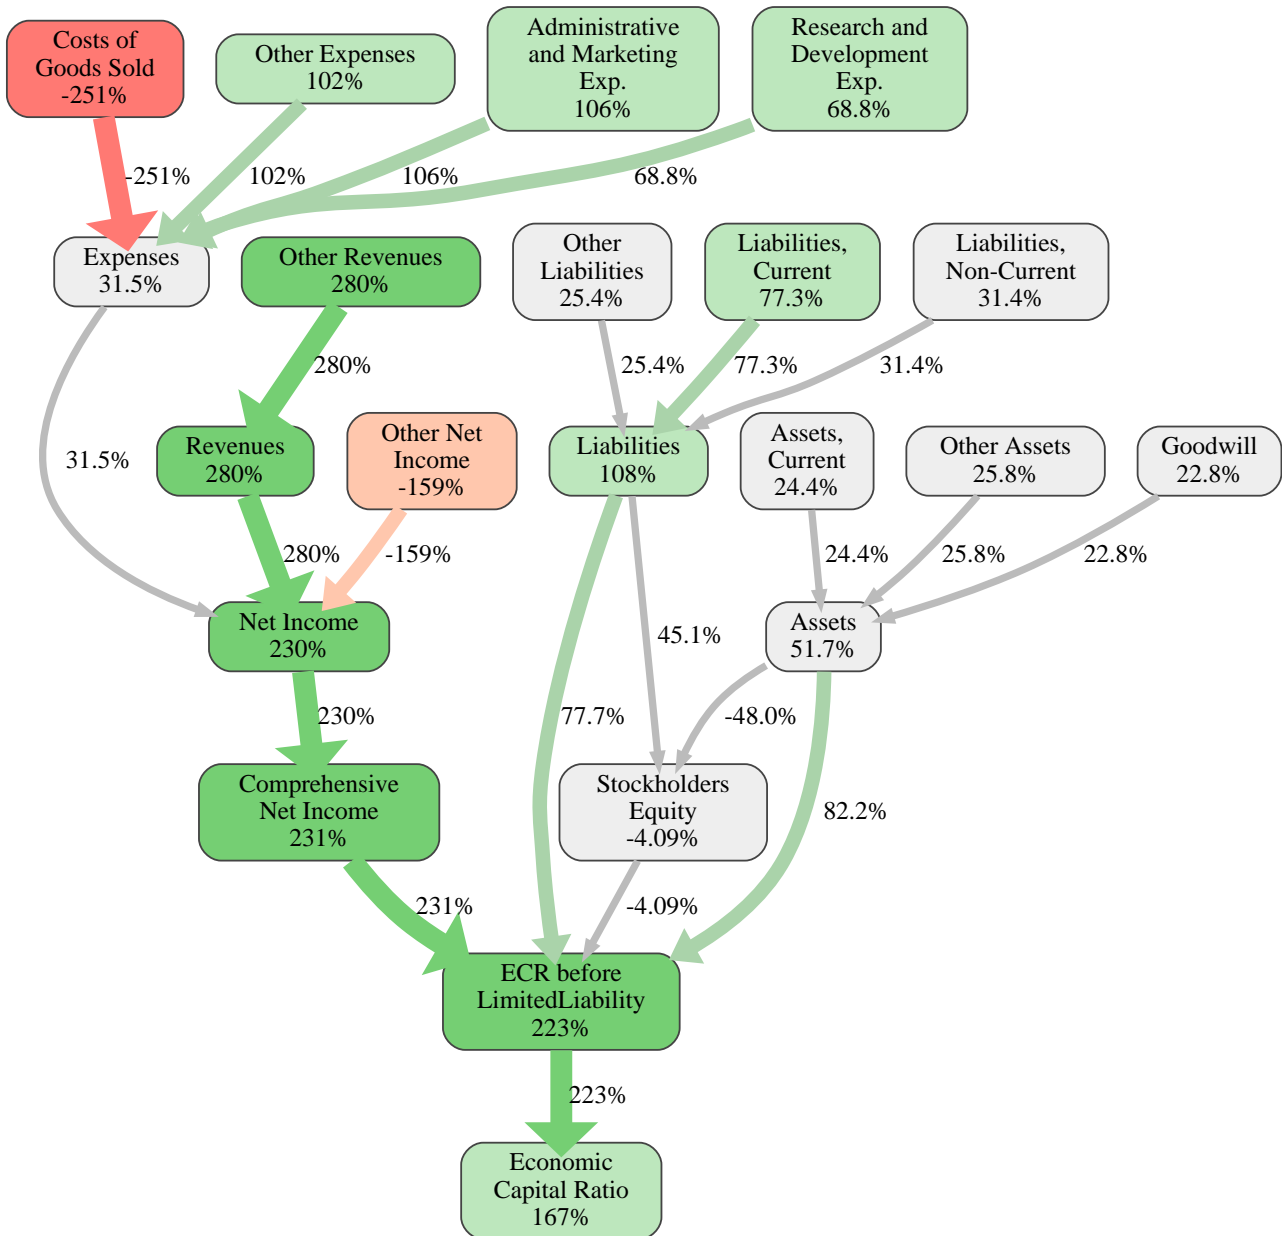 Costs of
Goods Sold
-251%
Other Expenses
102%
Administrative
and Marketing
Exp.
106%
Research and
Development
Exp.
68.8%
-251%
102%
106%
68.8%
Expenses
31.5%
Other Revenues
280%
Other
Liabilities
25.4%
Liabilities,
Current
77.3%
Liabilities,
Non-Current
31.4%
280%
25.4%
77.3%
31.4%
31.5%
Revenues
280%
Other Net
Income
-159%
Liabilities
108%
Assets,
Current
24.4%
Other Assets
25.8%
Goodwill
22.8%
280%
-159%
24.4%
25.8%
22.8%
Net Income
230%
45.1%
Assets
51.7%
230%
77.7%
-48.0%
Comprehensive
Net Income
231%
Stockholders
Equity
-4.09%
82.2%
231%
-4.09%
ECR before
LimitedLiability
223%
223%
Economic
Capital Ratio
167%